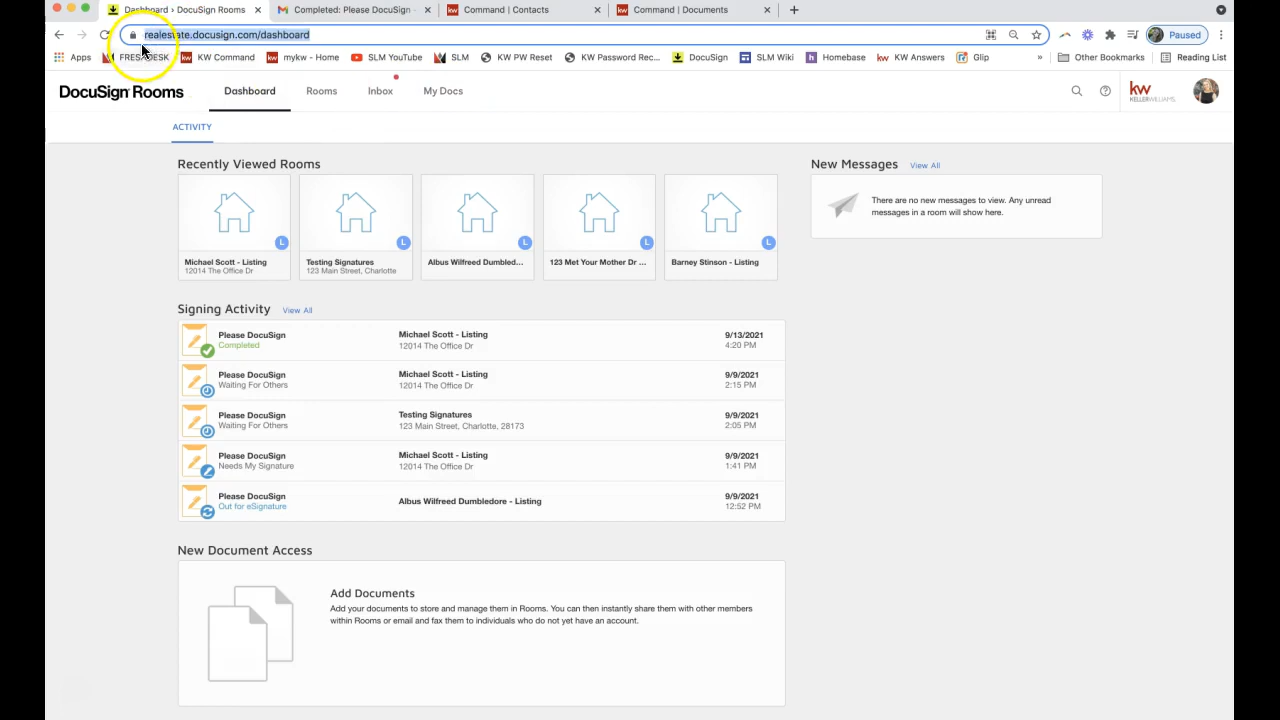 Dashboard › DocuSign Rooms
Completed: Please DocuSign
Command | Contacts
Command | Documents
realestate.docusign.com/dashboard
Paused
Apps
KW Command
mykw - Home
SLM YouTube
SLM
KW PW Reset
KW Password Rec...
DocuSign
SLM Wiki
Homebase
KW Answers
Glip
»
Other Bookmarks
Reading List
DocuSign Rooms
Dashboard
Rooms
Inbox
My Docs
kw
KELLERWILLIAMS.
ACTIVITY
Recently Viewed Rooms
L
Michael Scott - Listing
12014 The Office Dr
L
Testing Signatures
123 Main Street, Charlotte
L
Albus Wilfreed Dumbled...
L
123 Met Your Mother Dr ...
L
Barney Stinson - Listing
New Messages View All
There are no new messages to view. Any unread
messages in a room will show here.
Signing Activity View All
Please DocuSign Michael Scott - Listing 9/13/2021
Completed 12014 The Office Dr 4:20 PM
Please DocuSign Michael Scott - Listing 9/9/2021
Waiting For Others 12014 The Office Dr 2:15 PM
Please DocuSign Testing Signatures 9/9/2021
Waiting For Others 123 Main Street, Charlotte, 28173 2:05 PM
Please DocuSign Michael Scott - Listing 9/9/2021
Needs My Signature 12014 The Office Dr 1:41 PM
Please DocuSign Albus Wilfreed Dumbledore - Listing 9/9/2021
Out for eSignature 12:52 PM
New Document Access
Add Documents
Add your documents to store and manage them in Rooms. You can then instantly share them with other members
within Rooms or email and fax them to individuals who do not yet have an account.